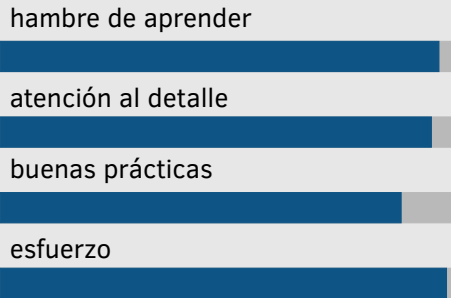 hambre de aprender
atención al detalle
buenas prácticas
esfuerzo